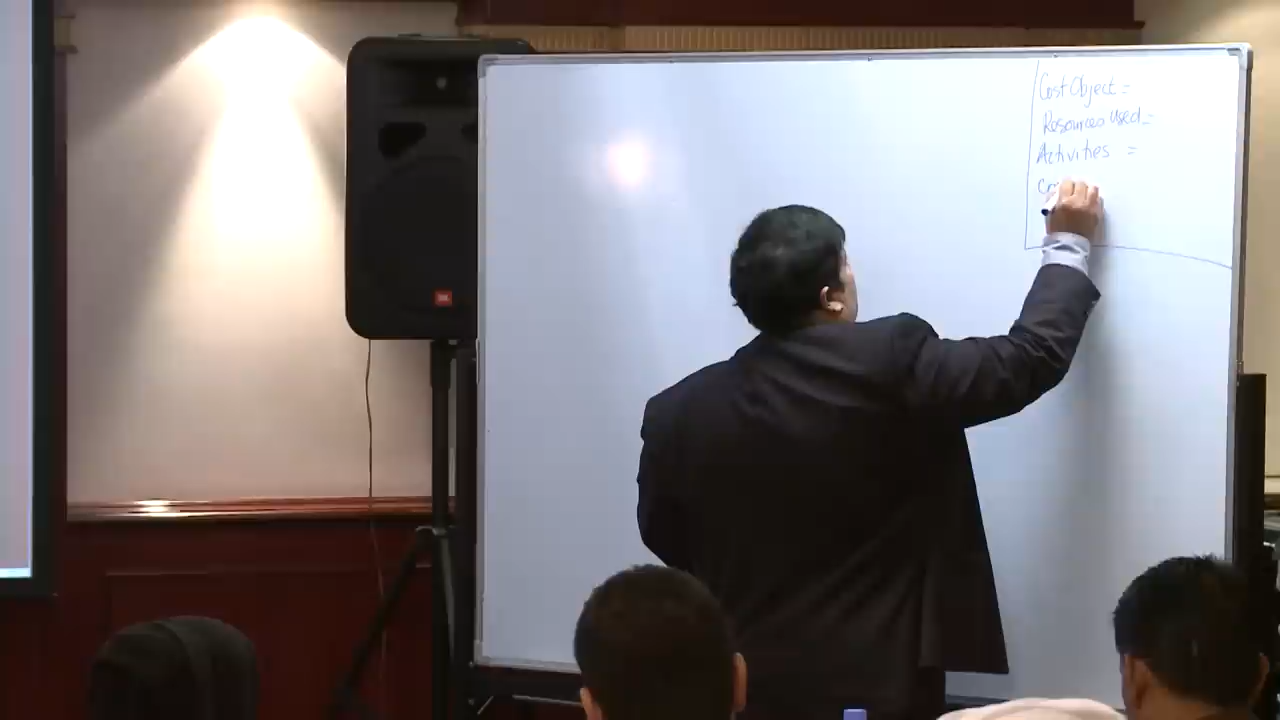 Cost Object =
Resources Used =
Activities =